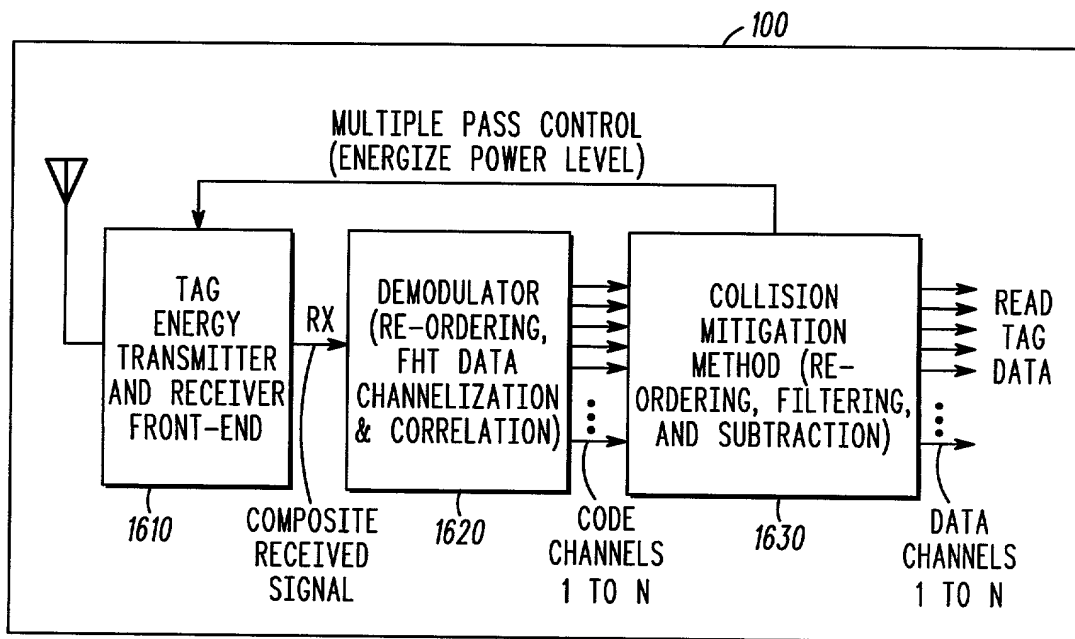 100
MULTIPLE PASS CONTROL
(ENERGIZE POWER LEVEL)
TAG
ENERGY
TRANSMITTER
AND RECEIVER
FRONT-END
RX
DEMODULATOR
(RE-ORDERING,
FHT DATA
CHANNELIZATION
& CORRELATION)
COLLISION
MITIGATION
METHOD (RE-
ORDERING, FILTERING,
AND SUBTRACTION)
READ
TAG
DATA
1610
COMPOSITE
RECEIVED
SIGNAL
1620
CODE
CHANNELS
1 TO N
1630
DATA
CHANNELS
1 TO N